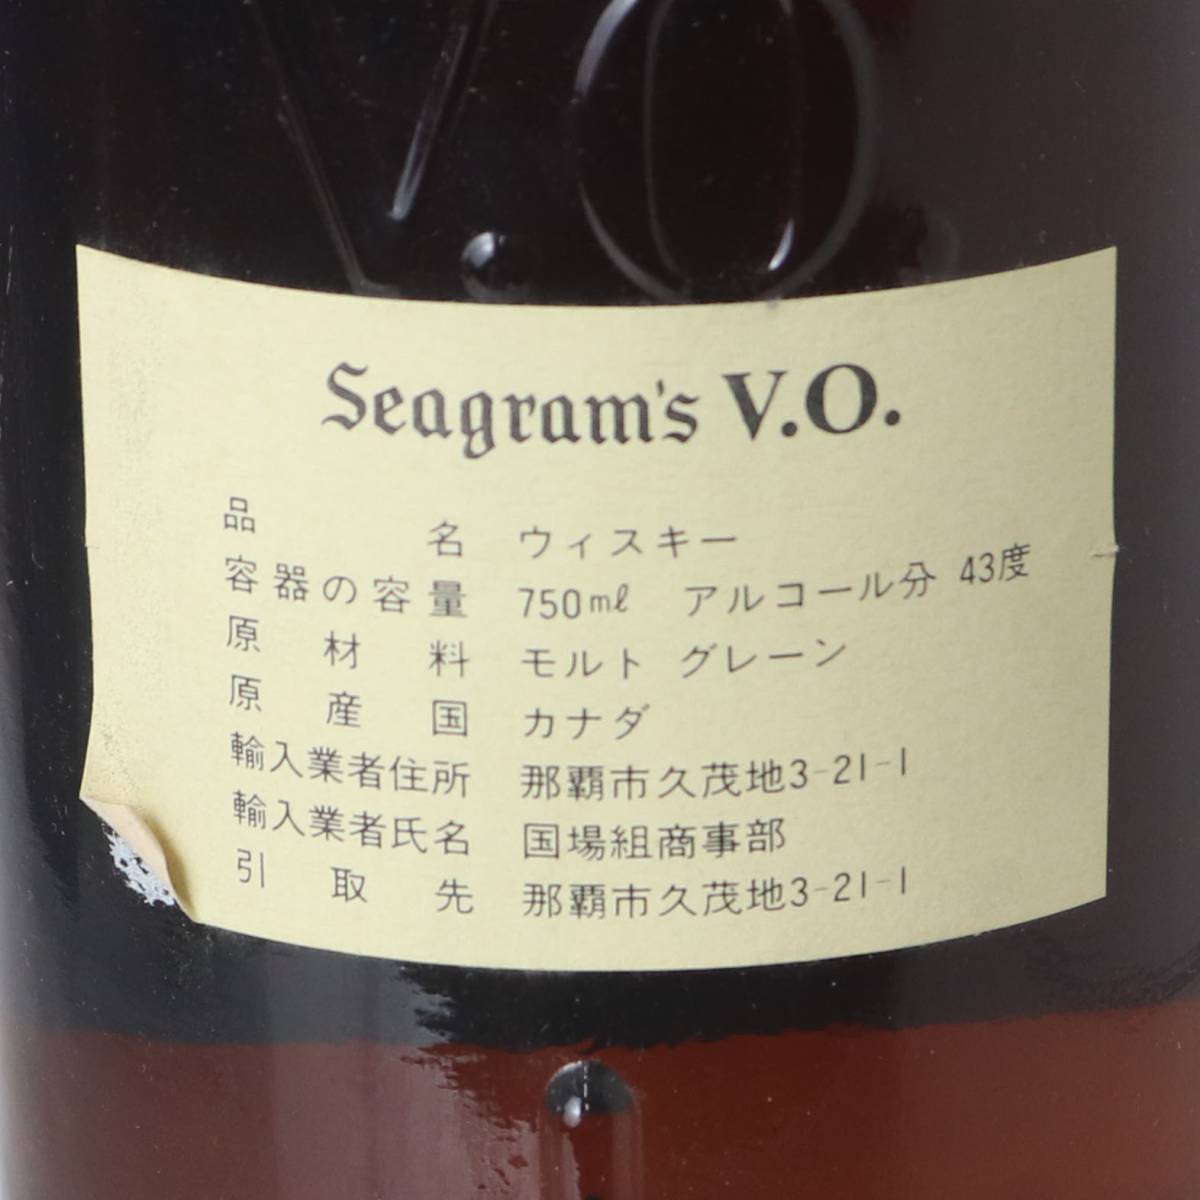 V.O.
Seagram's V.O.
品名 ウィスキー
容器の容量 750ml アルコール分 43度
原材料 モルト グレーン
原産国 カナダ
輸入業者住所 那覇市久茂地3-21-1
輸入業者氏名 国場組商事部
引取先 那覇市久茂地3-21-1